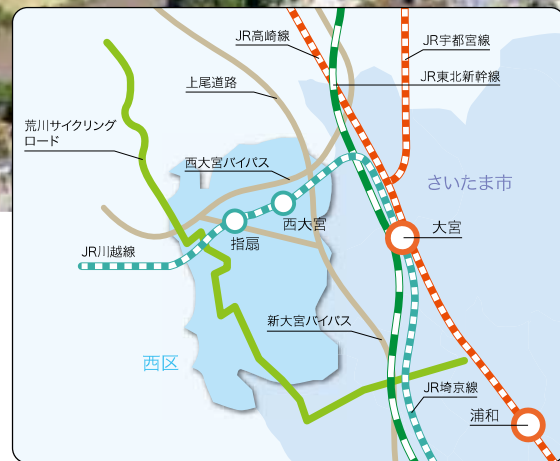 JR高崎線
JR宇都宮線
JR東北新幹線
上尾道路
荒川サイクリング
ロード
西大宮バイパス
さいたま市
西大宮
大宮
指扇
JR川越線
新大宮バイパス
西区
JR埼京線
浦和